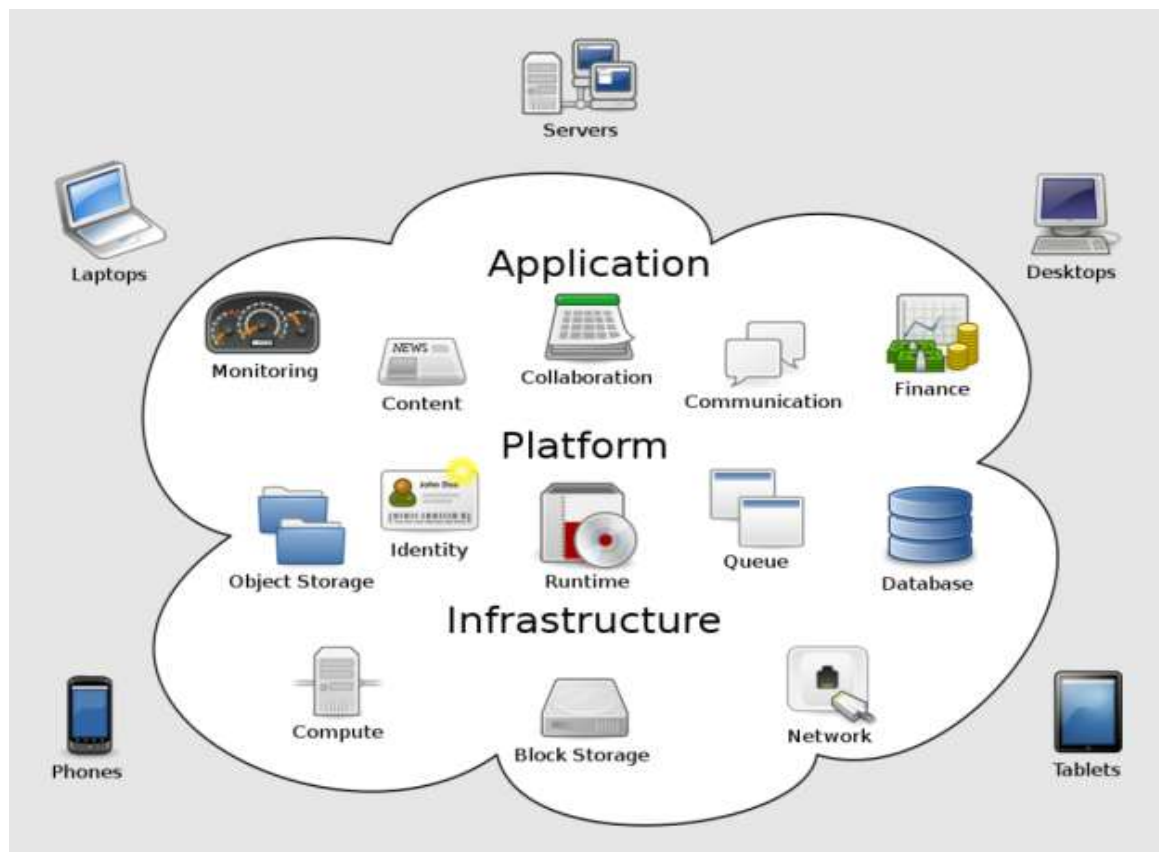 Servers
Laptops
Desktops
Application
Monitoring
NEWS
Content
Collaboration
Communication
Finance
Platform
Object Storage
John Doe
Identity
Runtime
Queue
Database
Infrastructure
Compute
Block Storage
Network
Phones
Tablets